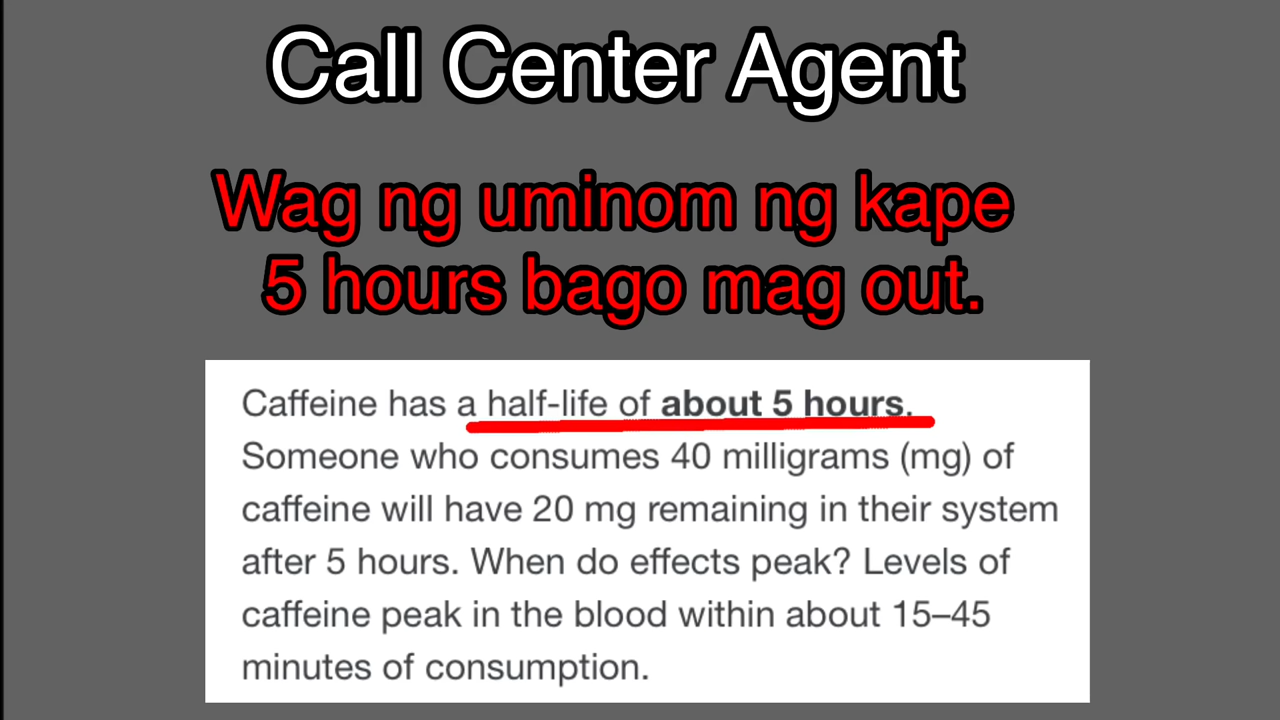 Call Center Agent
Wag ng uminom ng kape
5 hours bago mag out.
Caffeine has a half-life of about 5 hours.
Someone who consumes 40 milligrams (mg) of
caffeine will have 20 mg remaining in their system
after 5 hours. When do effects peak? Levels of
caffeine peak in the blood within about 15–45
minutes of consumption.